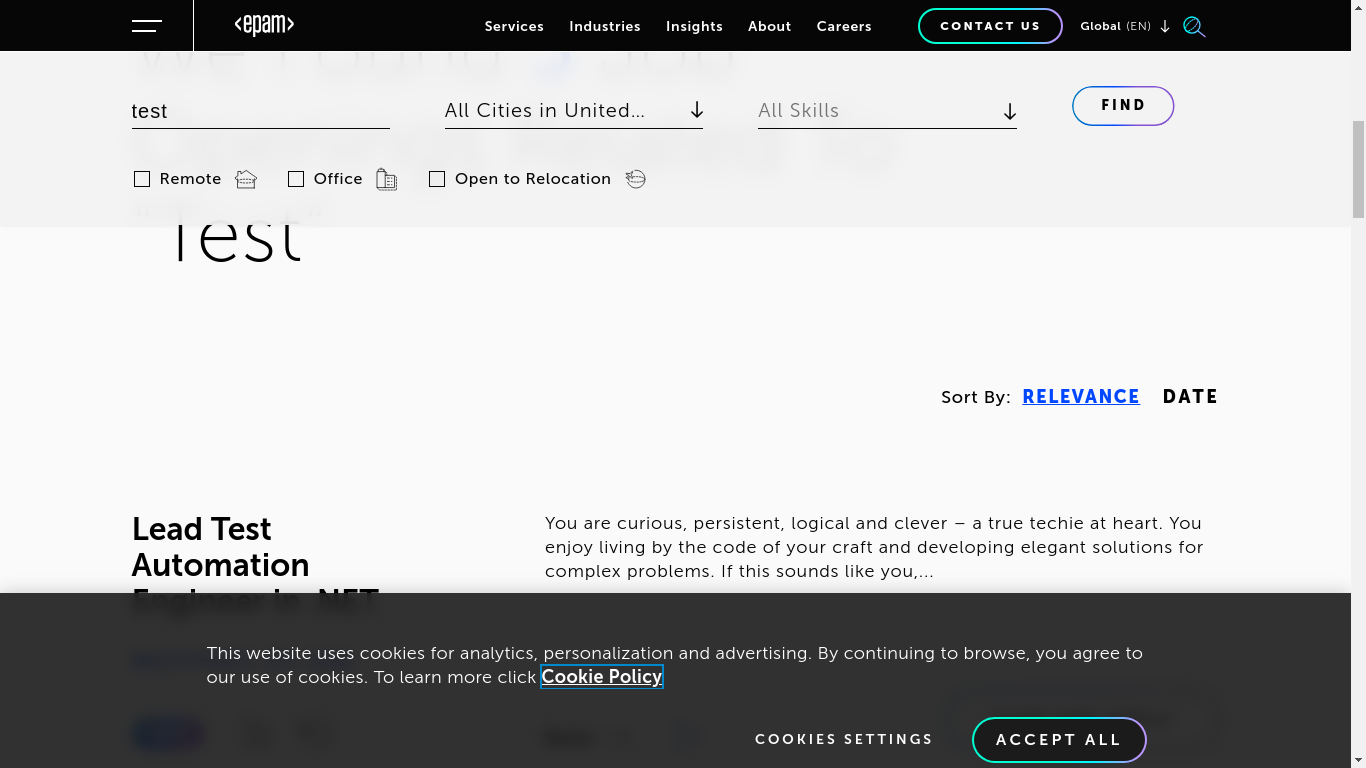 <epam>
Services Industries Insights About Careers CONTACT US Global (EN)
test All Cities in United... All Skills FIND
Remote Office Open to Relocation
Test
Sort By: RELEVANCE DATE
Lead Test
Automation
Engineer in .NET
You are curious, persistent, logical and clever – a true techie at heart. You
enjoy living by the code of your craft and developing elegant solutions for
complex problems. If this sounds like you,...
This website uses cookies for analytics, personalization and advertising. By continuing to browse, you agree to
our use of cookies. To learn more click Cookie Policy
COOKIES SETTINGS ACCEPT ALL